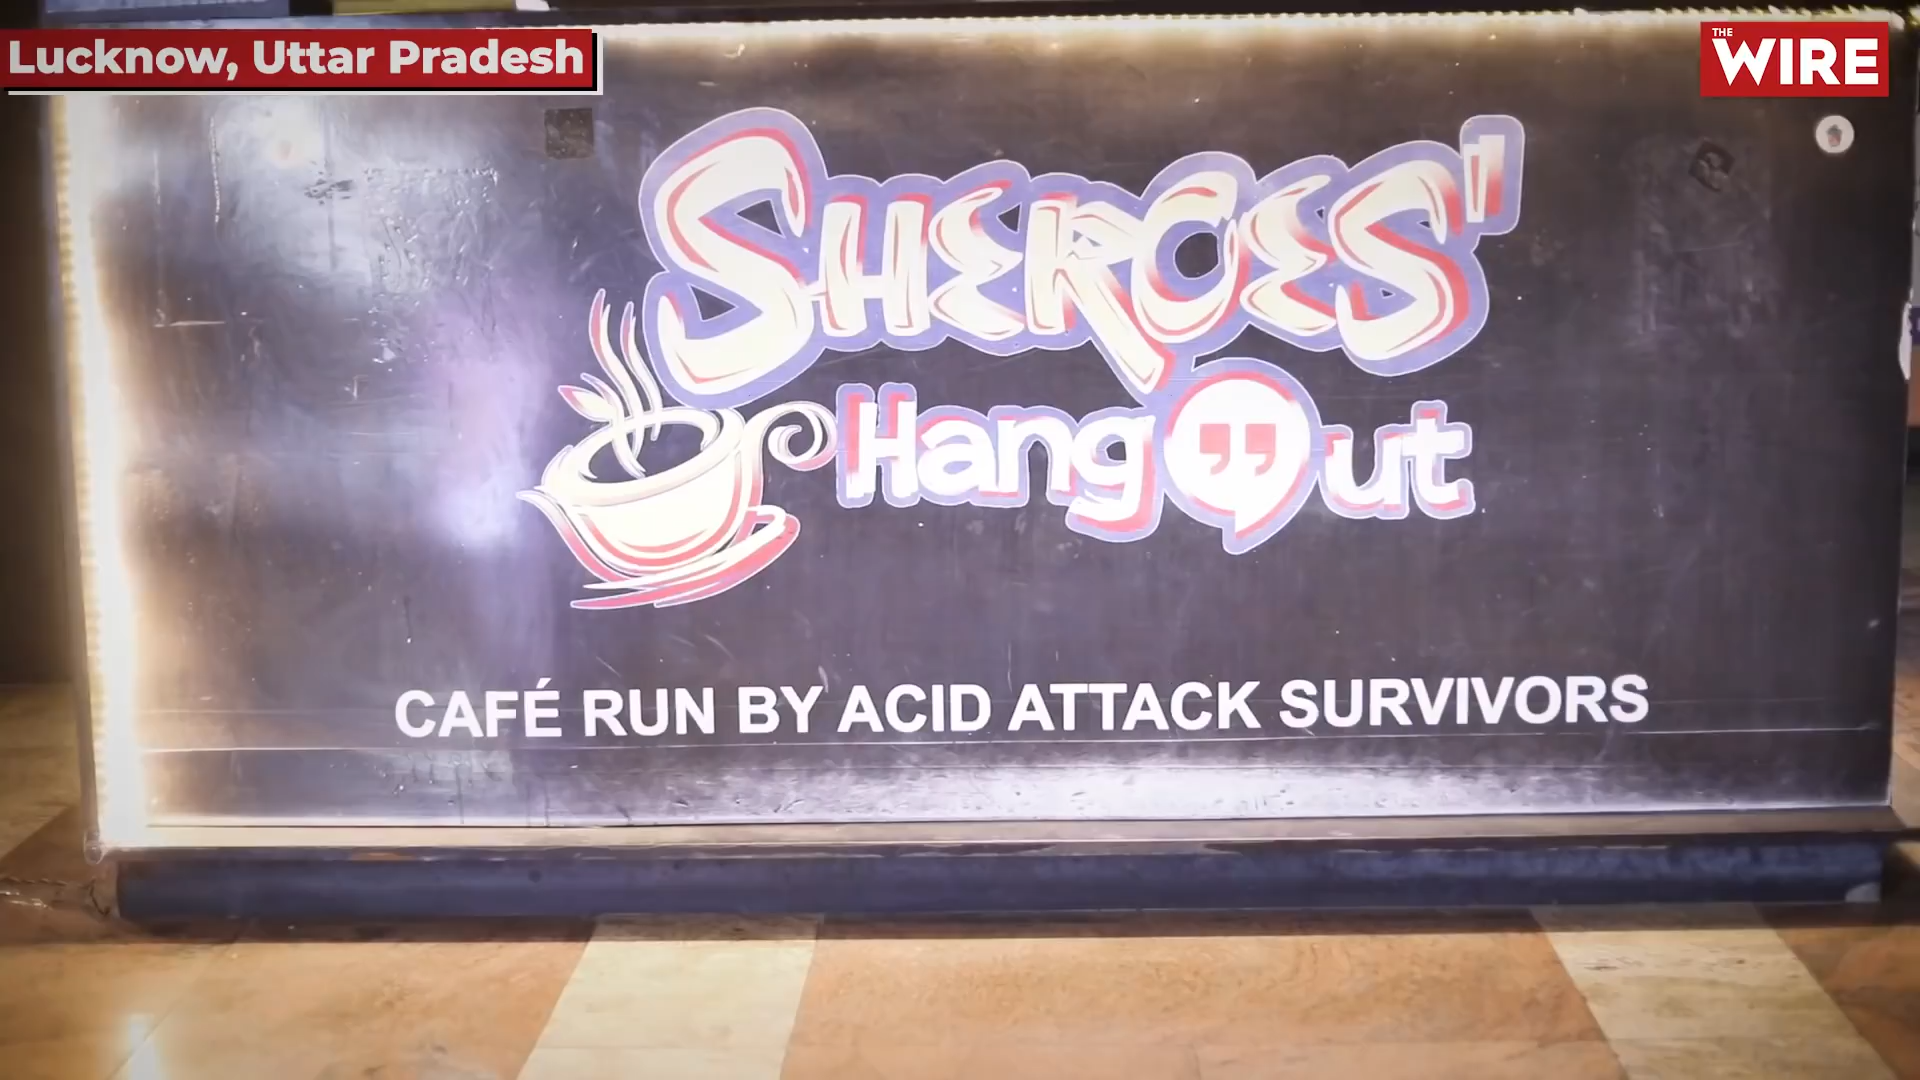 Lucknow, Uttar Pradesh
THE
WIRE
SHEROES'
Hangout
CAFÉ RUN BY ACID ATTACK SURVIVORS